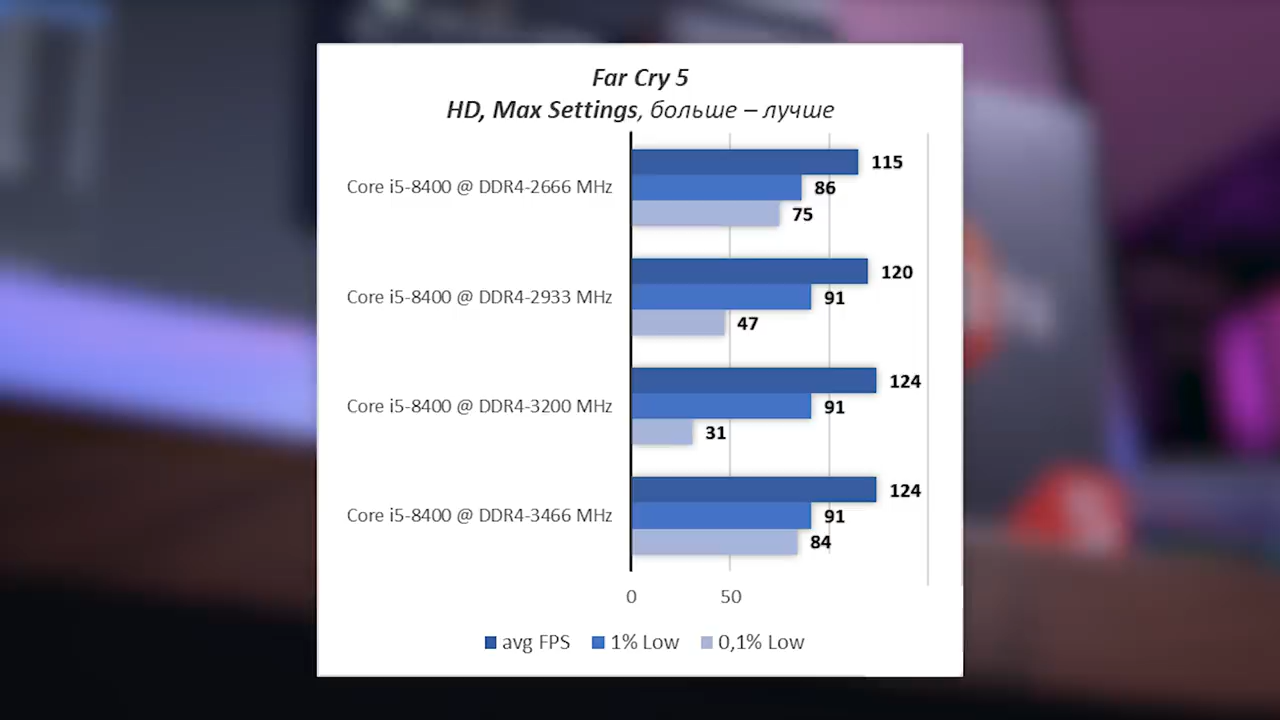 Far Cry 5
HD, Max Settings, больше – лучше
Core i5-8400 @ DDR4-2666 MHz
115
86
75
Core i5-8400 @ DDR4-2933 MHz
120
91
47
Core i5-8400 @ DDR4-3200 MHz
124
91
31
Core i5-8400 @ DDR4-3466 MHz
124
91
84
0 50
avg FPS 1% Low 0,1% Low